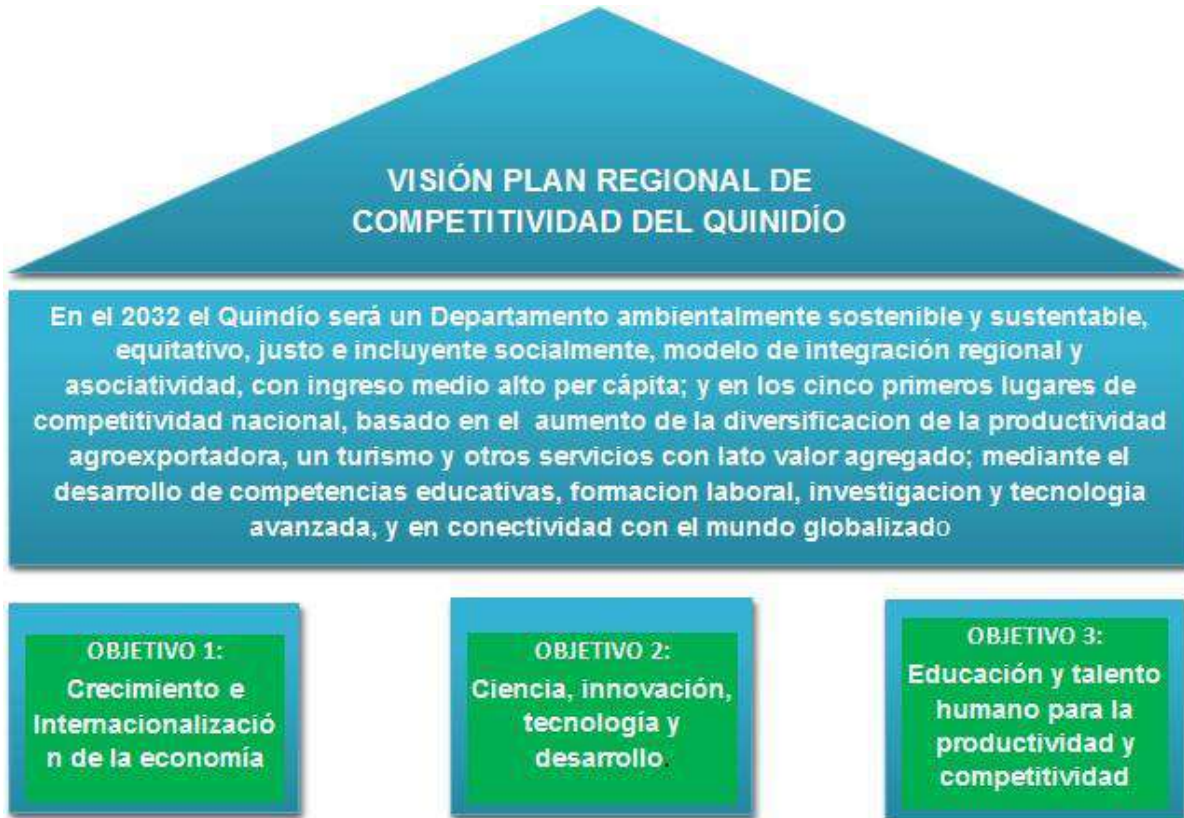 VISIÓN PLAN REGIONAL DE
COMPETITIVIDAD DEL QUINIDÍO
En el 2032 el Quindío será un Departamento ambientalmente sostenible y sustentable,
equitativo, justo e incluyente socialmente, modelo de integración regional y
asociatividad, con ingreso medio alto per cápita; y en los cinco primeros lugares de
competitividad nacional, basado en el aumento de la diversificacion de la productividad
agroexportadora, un turismo y otros servicios con lato valor agregado; mediante el
desarrollo de competencias educativas, formacion laboral, investigacion y tecnologia
avanzada, y en conectividad con el mundo globalizado
OBJETIVO 1:
Crecimiento e
Internacionalizació
n de la economía
OBJETIVO 2:
Ciencia, innovación,
tecnología y
desarrollo.
OBJETIVO 3:
Educación y talento
humano para la
productividad y
competitividad